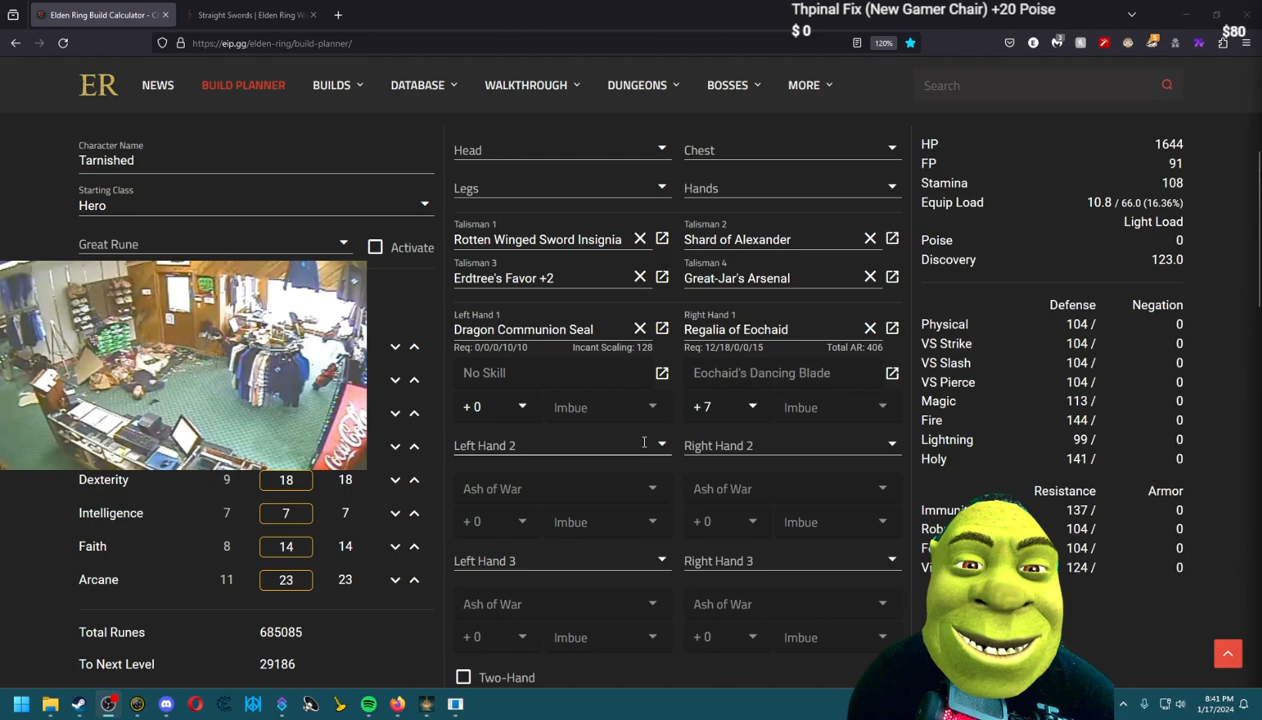 Elden Ring Build Calculator - C
Straight Swords | Elden Ring W
Thpinal Fix (New Gamer Chair) +20 Poise
$ 0
$80
https://eip.gg/elden-ring/build-planner/
120%
ER NEWS BUILD PLANNER BUILDS DATABASE WALKTHROUGH DUNGEONS BOSSES MORE Search
Character Name
Tarnished
Starting Class
Hero
Great Rune Activate
Dexterity 9 18 18
Intelligence 7 7 7
Faith 8 14 14
Arcane 11 23 23
Total Runes 685085
To Next Level 29186
Head Chest
Legs Hands
Talisman 1 Talisman 2
Rotten Winged Sword Insignia Shard of Alexander
Talisman 3 Talisman 4
Erdtree's Favor +2 Great-Jar's Arsenal
Left Hand 1 Right Hand 1
Dragon Communion Seal Regalia of Eochaid
Req: 0/0/0/10/10 Incant Scaling: 128 Req: 12/18/0/0/15 Total AR: 406
No Skill Eochaid's Dancing Blade
+ 0 Imbue + 7 Imbue
Left Hand 2 Right Hand 2
Ash of War Ash of War
+ 0 Imbue + 0 Imbue
Left Hand 3 Right Hand 3
Ash of War Ash of War
+ 0 Imbue + 0 Imbue
Two-Hand
HP 1644
FP 91
Stamina 108
Equip Load 10.8 / 66.0 (16.36%)
Light Load
Poise 0
Discovery 123.0
Defense Negation
Physical 104 / 0
VS Strike 104 / 0
VS Slash 104 / 0
VS Pierce 104 / 0
Magic 113 / 0
Fire 144 / 0
Lightning 99 / 0
Holy 141 / 0
Resistance Armor
Immuni 137 / 0
Rob 104 / 0
104 / 0
124 / 0
Coca-Cola
8:41 PM
1/17/2024